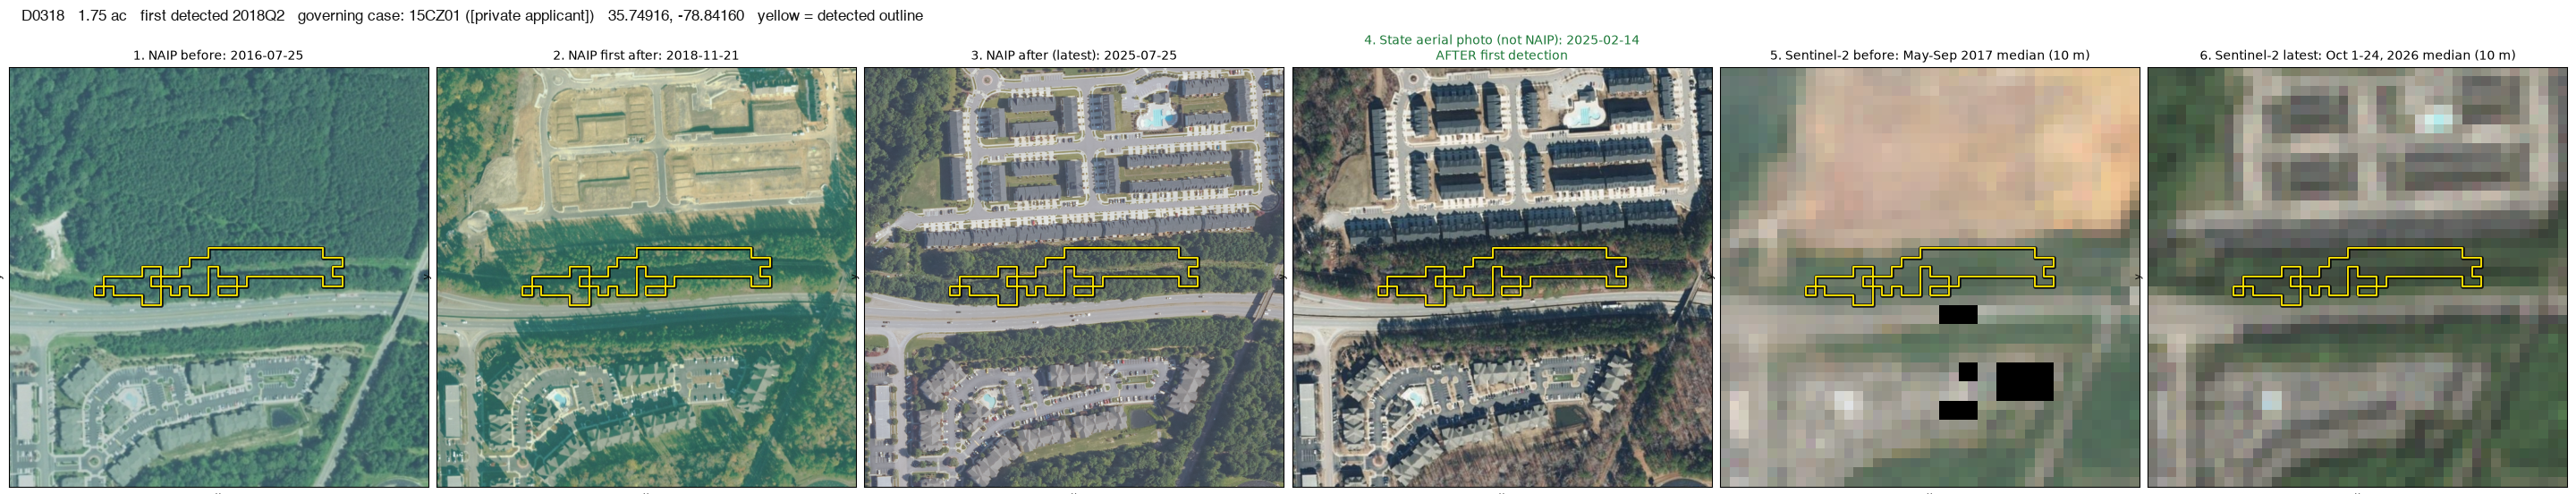 D0318   1.75 ac   first detected 2018Q2   governing case: 15CZ01 ([private applicant])   35.74916, -78.84160   yellow = detected outline
1. NAIP before: 2016-07-25
2. NAIP first after: 2018-11-21
3. NAIP after (latest): 2025-07-25
4. State aerial photo (not NAIP): 2025-02-14
AFTER first detection
5. Sentinel-2 before: May-Sep 2017 median (10 m)
6. Sentinel-2 latest: Oct 1-24, 2026 median (10 m)